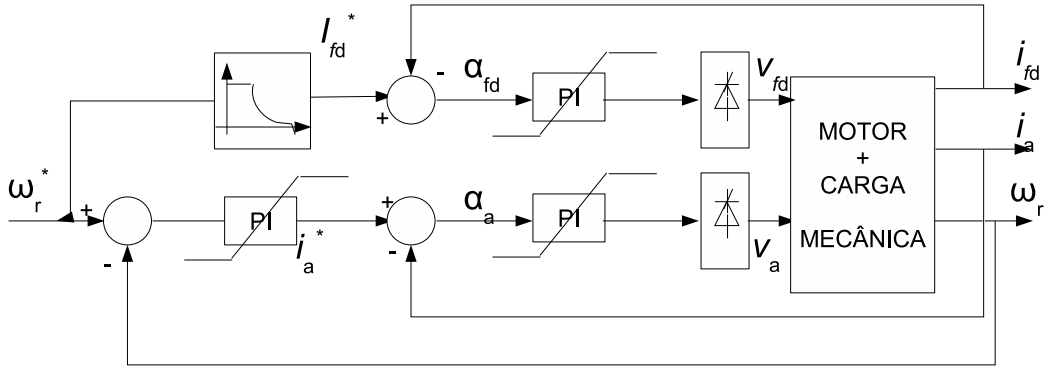 I_fd^*
-
α_fd
+
PI
v_fd
i_fd
MOTOR
+
CARGA
MECÂNICA
i_a
ω_r^*
+
-
PI
i_a^*
+
-
α_a
PI
v_a
ω_r